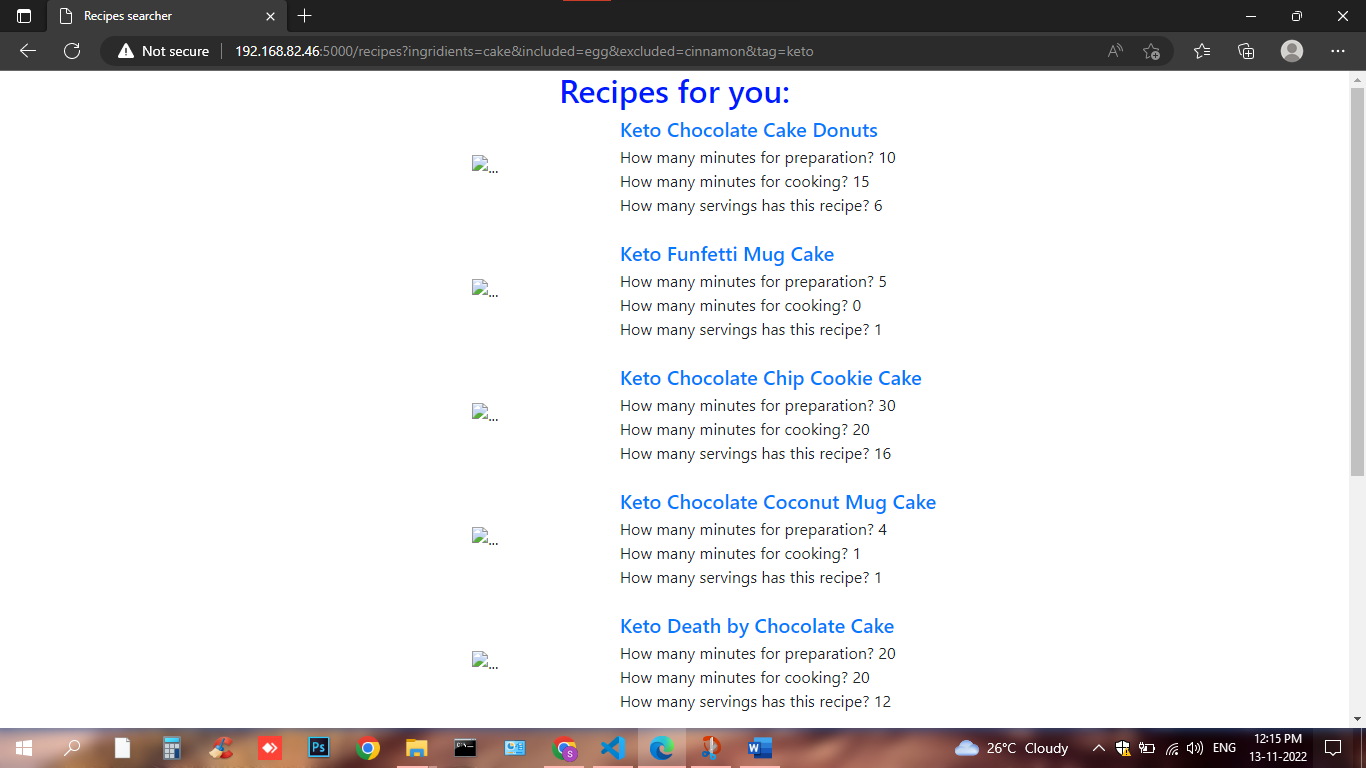 Recipes searcher
Not secure
192.168.82.46:5000/recipes?ingridients=cake&included=egg&excluded=cinnamon&tag=keto
Recipes for you:
Keto Chocolate Cake Donuts
How many minutes for preparation? 10
...
How many minutes for cooking? 15
How many servings has this recipe? 6
Keto Funfetti Mug Cake
How many minutes for preparation? 5
...
How many minutes for cooking? 0
How many servings has this recipe? 1
Keto Chocolate Chip Cookie Cake
How many minutes for preparation? 30
...
How many minutes for cooking? 20
How many servings has this recipe? 16
Keto Chocolate Coconut Mug Cake
How many minutes for preparation? 4
...
How many minutes for cooking? 1
How many servings has this recipe? 1
Keto Death by Chocolate Cake
How many minutes for preparation? 20
...
How many minutes for cooking? 20
How many servings has this recipe? 12
Ps
S
W
26°C Cloudy
ENG
12:15 PM
13-11-2022